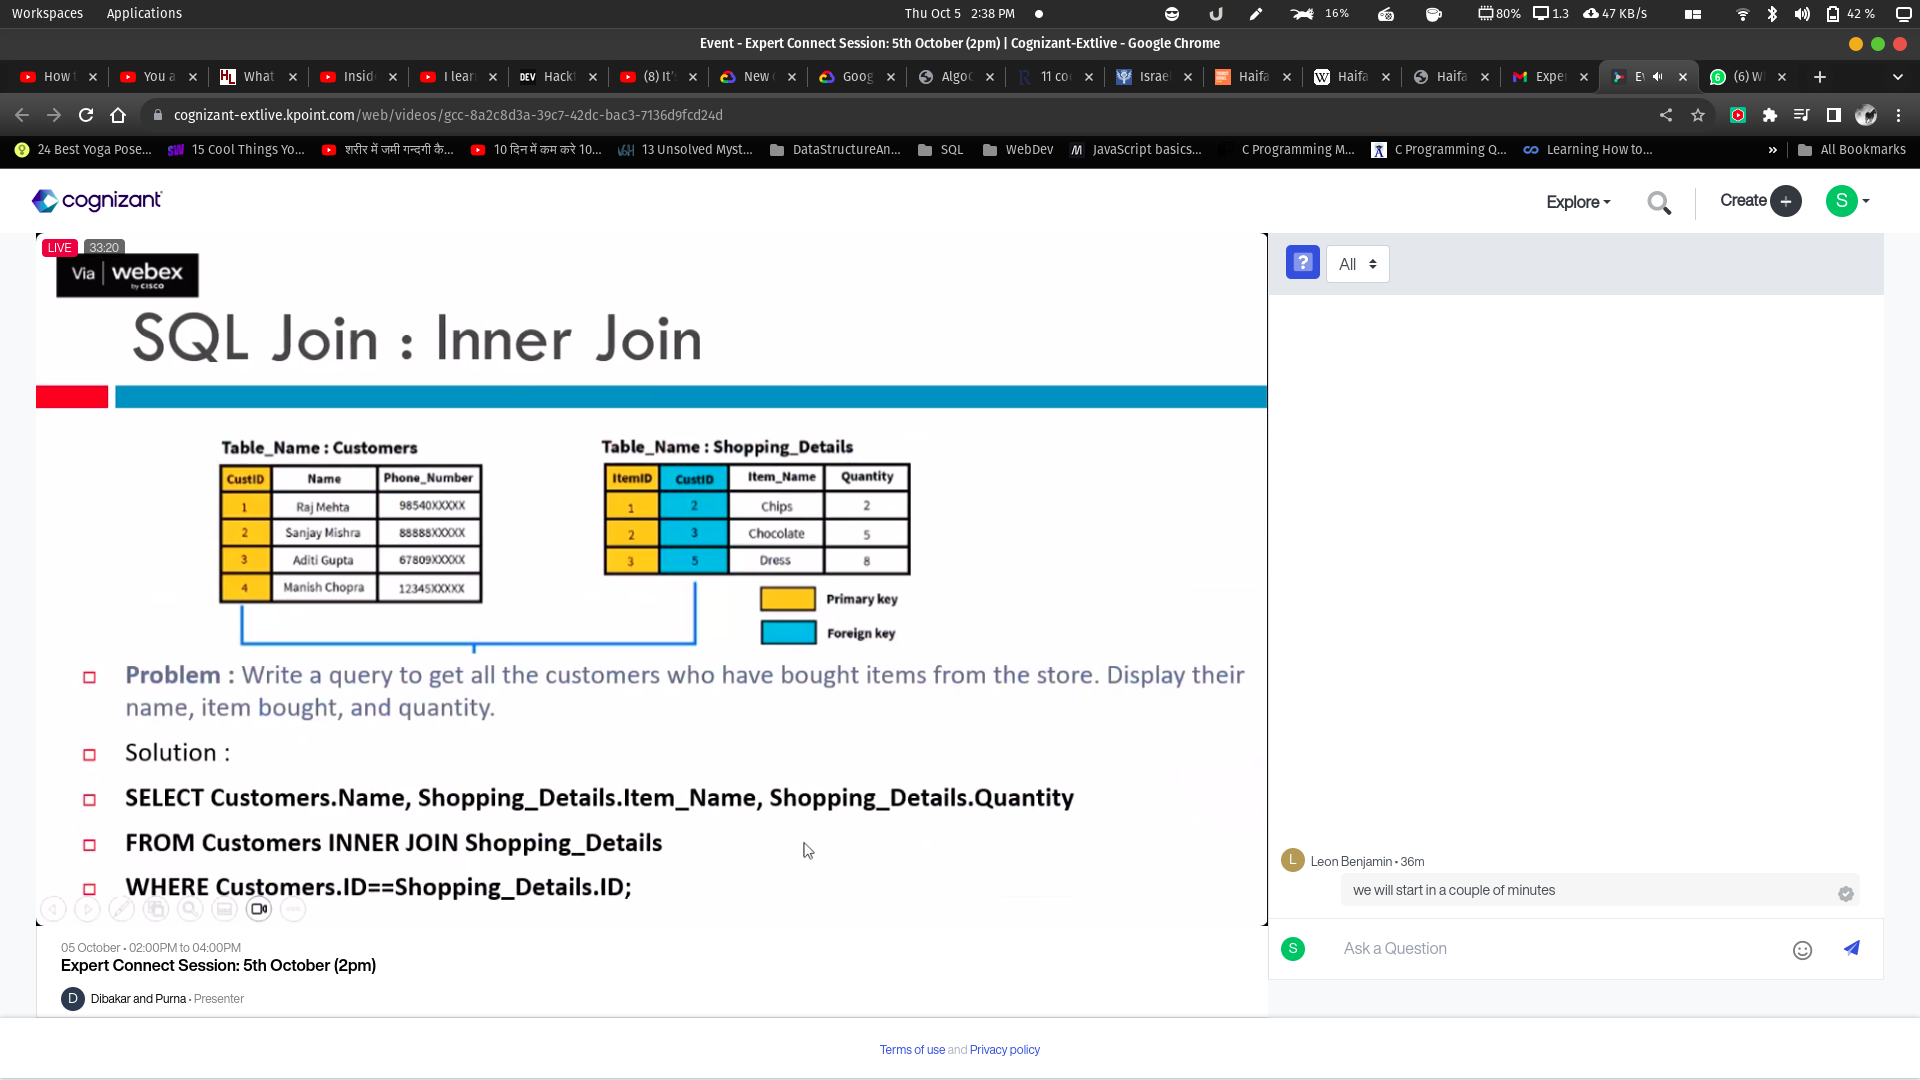 Workspaces Applications Thu Oct 5 2:38 PM 16% 80% 1.3 47 KB/s 42 %
Event - Expert Connect Session: 5th October (2pm) | Cognizant-Extlive - Google Chrome
How t You a What Insid I lear DEV Hackt (8) It' New Goog AlgoC 11 co Israe Haifa Haifa Haifa Exper Ev (6) W
cognizant-extlive.kpoint.com/web/videos/gcc-8a2c8d3a-39c7-42dc-bac3-7136d9fcd24d
24 Best Yoga Pose... 15 Cool Things Yo... शरीर में जमी गन्दगी कै... 10 दिन में कम करे 10... 13 Unsolved Myst... DataStructureAn... SQL WebDev JavaScript basics... C Programming M... C Programming Q... Learning How to... » All Bookmarks
cognizant Explore Create + S
LIVE 33:20
Via webex
by CISCO
SQL Join : Inner Join
Table_Name : Customers
CustID Name Phone_Number
1 Raj Mehta 98540XXXXX
2 Sanjay Mishra 88888XXXXX
3 Aditi Gupta 67809XXXXX
4 Manish Chopra 12345XXXXX
Table_Name : Shopping_Details
ItemID CustID Item_Name Quantity
1 2 Chips 2
2 3 Chocolate 5
3 5 Dress 8
Primary key
Foreign key
Problem : Write a query to get all the customers who have bought items from the store. Display their
name, item bought, and quantity.
Solution :
SELECT Customers.Name, Shopping_Details.Item_Name, Shopping_Details.Quantity
FROM Customers INNER JOIN Shopping_Details
WHERE Customers.ID==Shopping_Details.ID;
05 October • 02:00PM to 04:00PM
Expert Connect Session: 5th October (2pm)
D Dibakar and Purna • Presenter
? All
L Leon Benjamin • 36m
we will start in a couple of minutes
S Ask a Question
Terms of use and Privacy policy